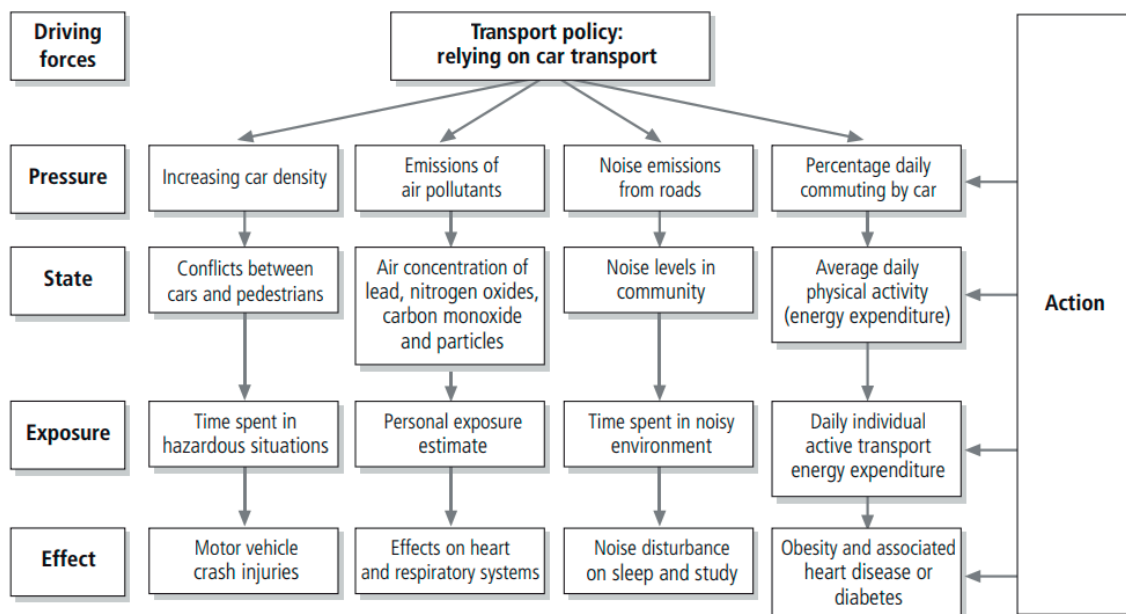 Driving
forces
Transport policy:
relying on car transport
Pressure
Increasing car density
Emissions of
air pollutants
Noise emissions
from roads
Percentage daily
commuting by car
State
Conflicts between
cars and pedestrians
Air concentration of
lead, nitrogen oxides,
carbon monoxide
and particles
Noise levels in
community
Average daily
physical activity
(energy expenditure)
Action
Exposure
Time spent in
hazardous situations
Personal exposure
estimate
Time spent in noisy
environment
Daily individual
active transport
energy expenditure
Effect
Motor vehicle
crash injuries
Effects on heart
and respiratory systems
Noise disturbance
on sleep and study
Obesity and associated
heart disease or
diabetes